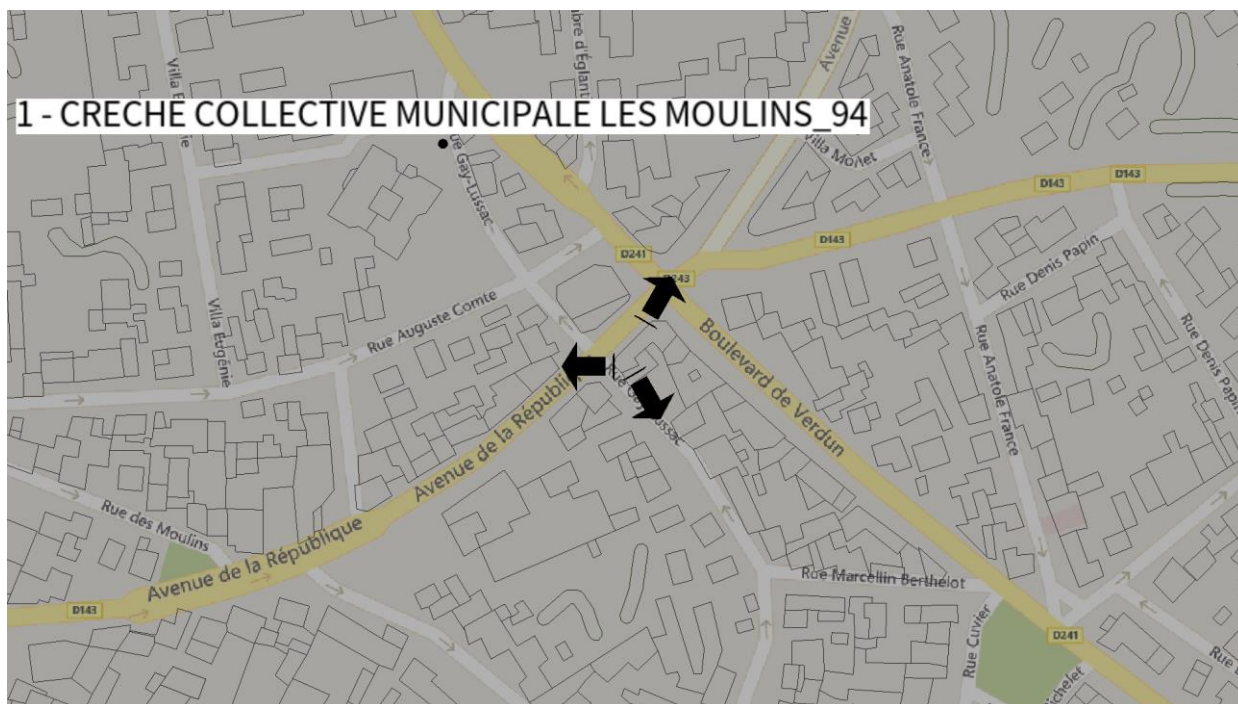 1 - CRECHE COLLECTIVE MUNICIPALE LES MOULINS_94
Avenue
Rue Anatole France
Villa Morlet
Gay-Lussac
D143
D143
D143
D241
Rue Denis Papin
Rue Auguste Comte
Villa Eugénie
Boulevard de Verdun
Rue Anatole France
Rue Denis Papin
Avenue de la République
Rue des Moulins
Avenue de la République
Rue Marcellin Berthelot
D143
Rue Cuvier
D241
Rue